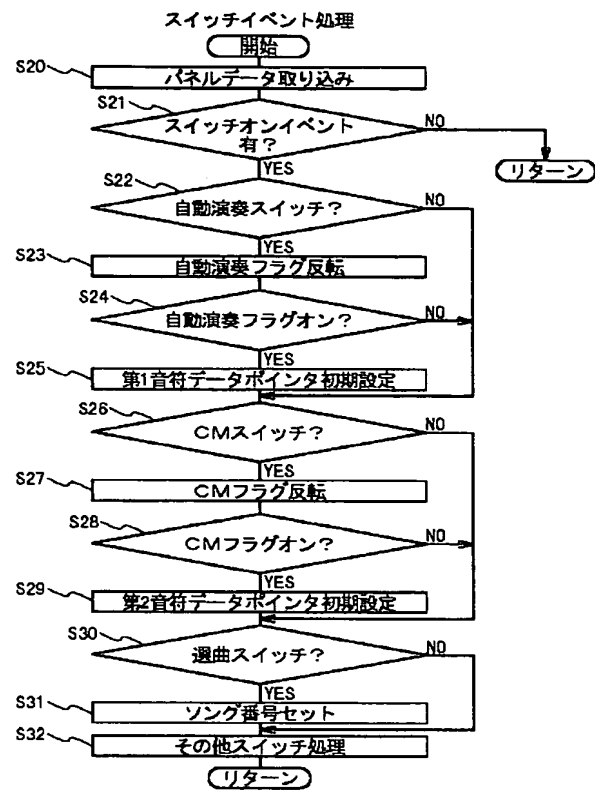 スイッチイベント処理
開始
S20
パネルデータ取り込み
S21
スイッチオンイベント
有？
NO
リターン
YES
S22
自動演奏スイッチ？
NO
YES
S23
自動演奏フラグ反転
S24
自動演奏フラグオン？
NO
YES
S25
第1音符データポインタ初期設定
S26
CMスイッチ？
NO
YES
S27
CMフラグ反転
S28
CMフラグオン？
NO
YES
S29
第2音符データポインタ初期設定
S30
選曲スイッチ？
NO
YES
S31
ソング番号セット
S32
その他スイッチ処理
リターン